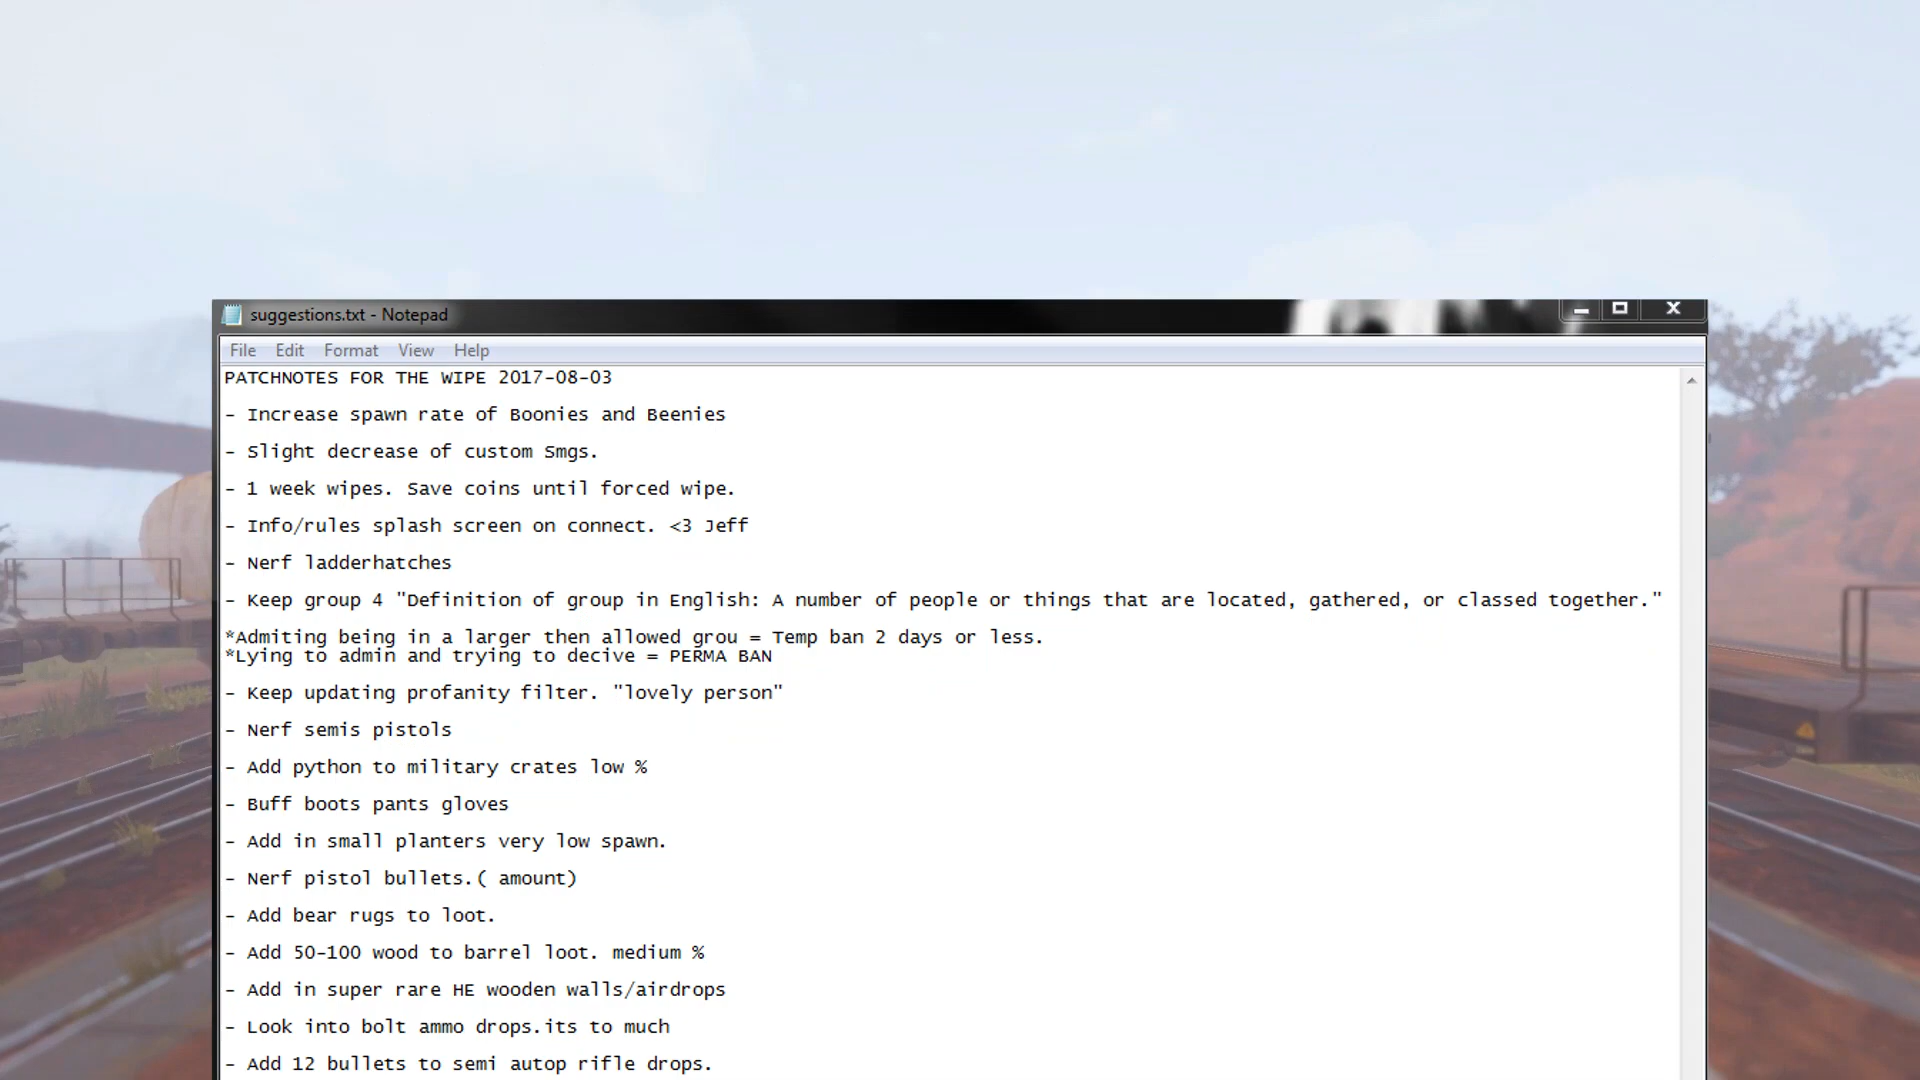 suggestions.txt - Notepad
File Edit Format View Help
PATCHNOTES FOR THE WIPE 2017-08-03
- Increase spawn rate of Boonies and Beenies
- Slight decrease of custom Smgs.
- 1 week wipes. Save coins until forced wipe.
- Info/rules splash screen on connect. <3 Jeff
- Nerf ladderhatches
- Keep group 4 "Definition of group in English: A number of people or things that are located, gathered, or classed together."
*Admiting being in a larger then allowed grou = Temp ban 2 days or less.
*Lying to admin and trying to decive = PERMA BAN
- Keep updating profanity filter. "lovely person"
- Nerf semis pistols
- Add python to military crates low %
- Buff boots pants gloves
- Add in small planters very low spawn.
- Nerf pistol bullets.( amount)
- Add bear rugs to loot.
- Add 50-100 wood to barrel loot. medium %
- Add in super rare HE wooden walls/airdrops
- Look into bolt ammo drops.its to much
- Add 12 bullets to semi autop rifle drops.